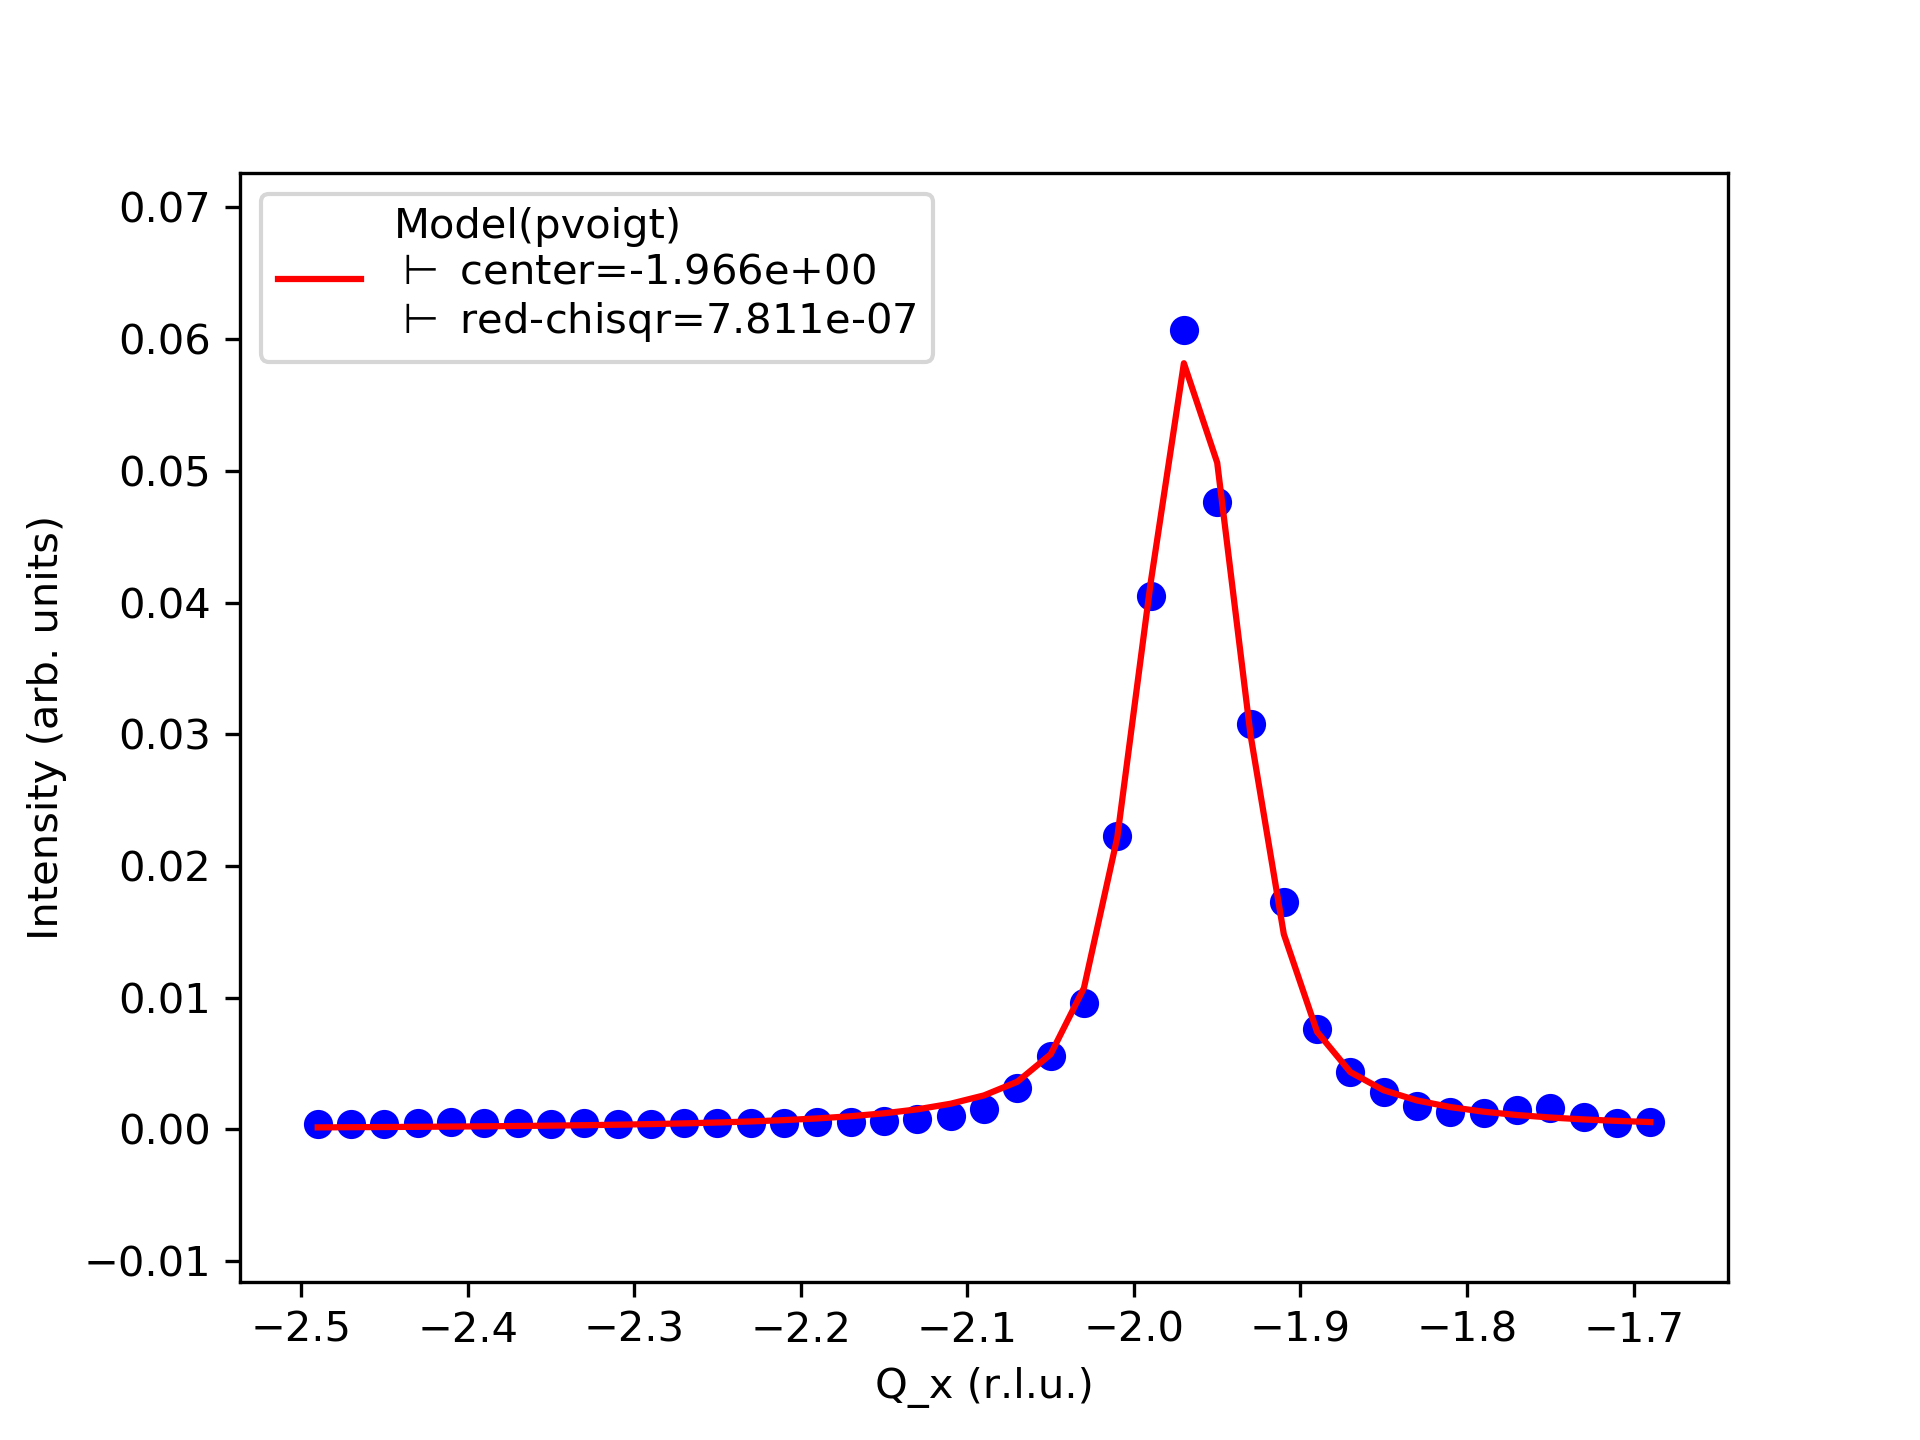 Model(pvoigt)
⊢ center=-1.966e+00
⊢ red-chisqr=7.811e-07
0.07
0.06
0.05
0.04
0.03
0.02
0.01
0.00
−0.01
Intensity (arb. units)
−2.5 −2.4 −2.3 −2.2 −2.1 −2.0 −1.9 −1.8 −1.7
Q_x (r.l.u.)